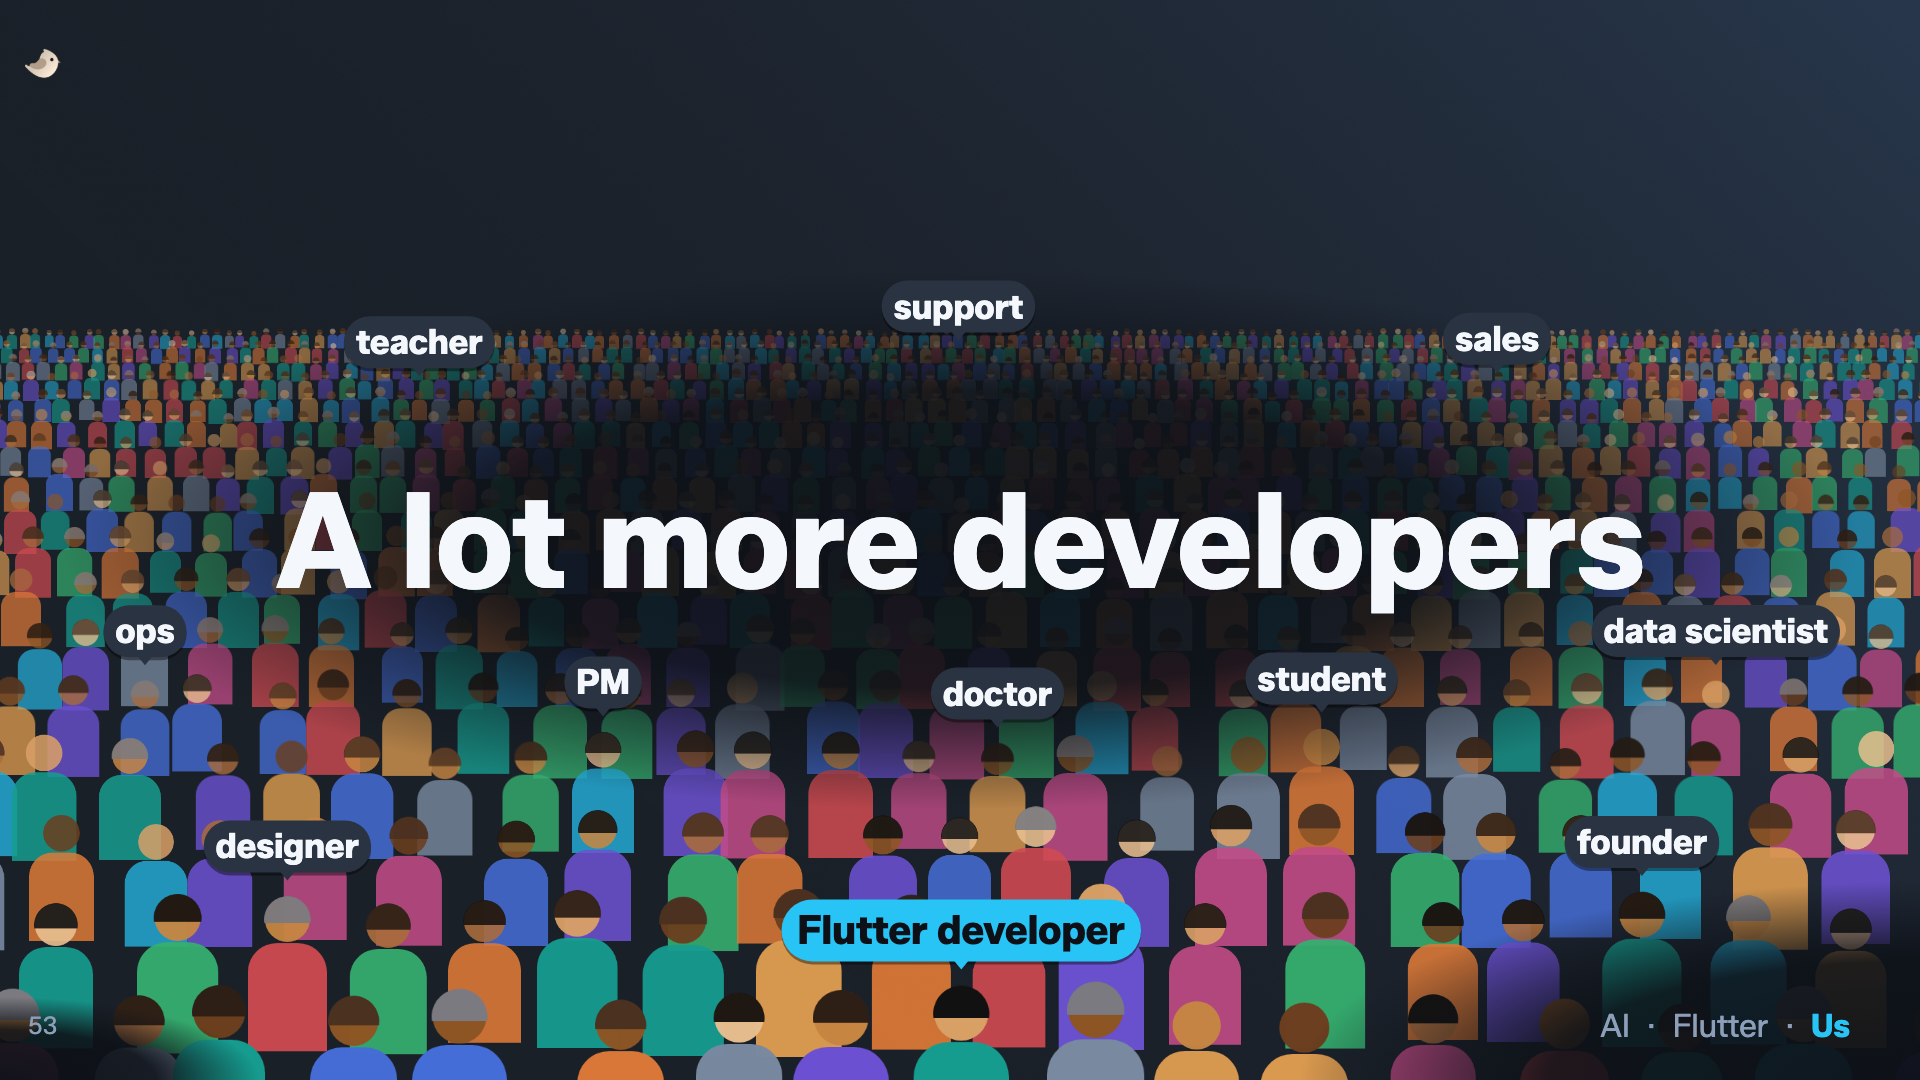 support
teacher
sales
A lot more developers
ops
data scientist
PM
doctor
student
designer
founder
Flutter developer
53
AI · Flutter · Us